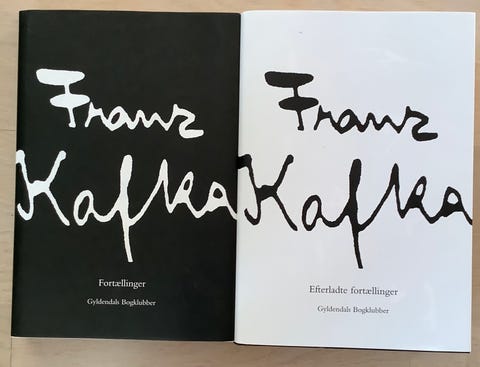 Franz
Kafka
Fortællinger
Gyldendals Bogklubber
Franz
Kafka
Efterladte fortællinger
Gyldendals Bogklubber